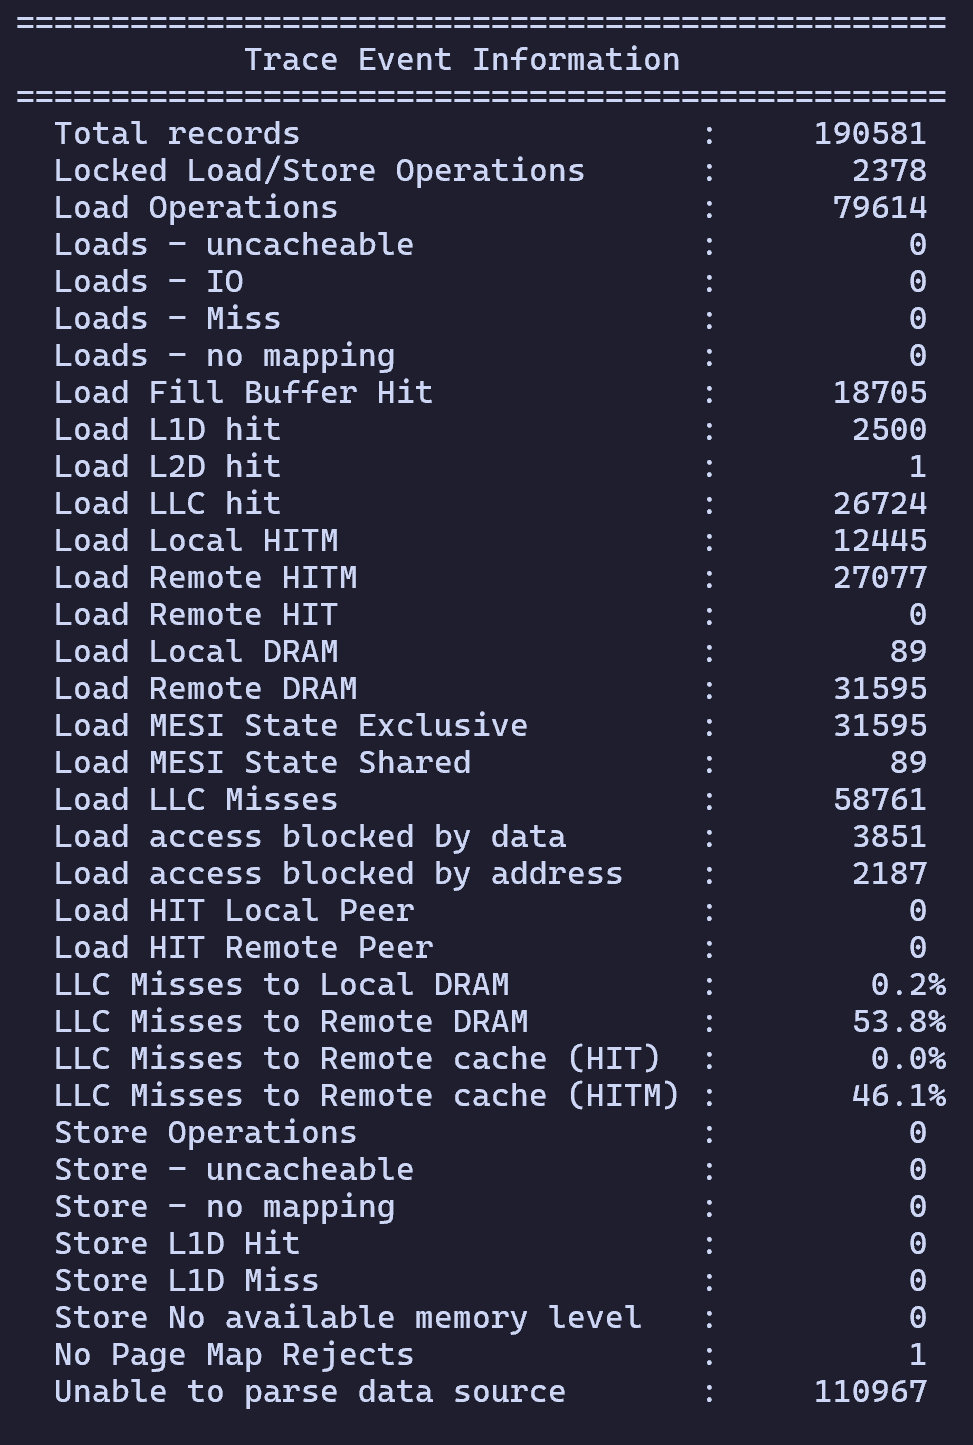 =================================================
            Trace Event Information
=================================================
  Total records                     :     190581
  Locked Load/Store Operations      :       2378
  Load Operations                   :      79614
  Loads - uncacheable               :          0
  Loads - IO                        :          0
  Loads - Miss                      :          0
  Loads - no mapping                :          0
  Load Fill Buffer Hit              :      18705
  Load L1D hit                      :       2500
  Load L2D hit                      :          1
  Load LLC hit                      :      26724
  Load Local HITM                   :      12445
  Load Remote HITM                  :      27077
  Load Remote HIT                   :          0
  Load Local DRAM                   :         89
  Load Remote DRAM                  :      31595
  Load MESI State Exclusive         :      31595
  Load MESI State Shared            :         89
  Load LLC Misses                   :      58761
  Load access blocked by data       :       3851
  Load access blocked by address    :       2187
  Load HIT Local Peer               :          0
  Load HIT Remote Peer              :          0
  LLC Misses to Local DRAM          :        0.2%
  LLC Misses to Remote DRAM         :       53.8%
  LLC Misses to Remote cache (HIT)  :        0.0%
  LLC Misses to Remote cache (HITM) :       46.1%
  Store Operations                  :          0
  Store - uncacheable               :          0
  Store - no mapping                :          0
  Store L1D Hit                     :          0
  Store L1D Miss                    :          0
  Store No available memory level   :          0
  No Page Map Rejects               :          1
  Unable to parse data source       :     110967